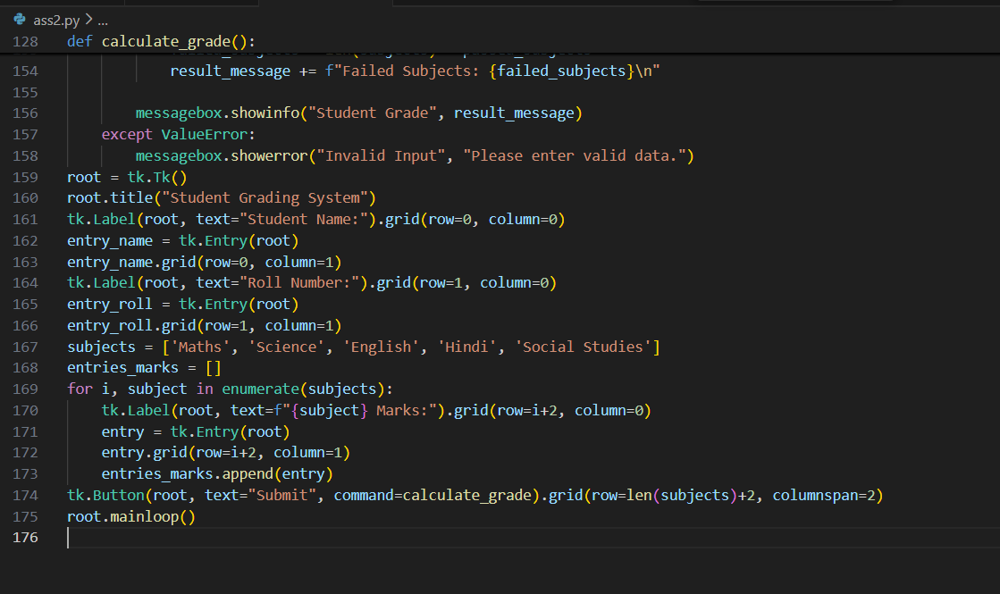 ass2.py > ...
128 def calculate_grade():
154 result_message += f"Failed Subjects: {failed_subjects}\n"
155
156 messagebox.showinfo("Student Grade", result_message)
157 except ValueError:
158 messagebox.showerror("Invalid Input", "Please enter valid data.")
159 root = tk.Tk()
160 root.title("Student Grading System")
161 tk.Label(root, text="Student Name:").grid(row=0, column=0)
162 entry_name = tk.Entry(root)
163 entry_name.grid(row=0, column=1)
164 tk.Label(root, text="Roll Number:").grid(row=1, column=0)
165 entry_roll = tk.Entry(root)
166 entry_roll.grid(row=1, column=1)
167 subjects = ['Maths', 'Science', 'English', 'Hindi', 'Social Studies']
168 entries_marks = []
169 for i, subject in enumerate(subjects):
170 tk.Label(root, text=f"{subject} Marks:").grid(row=i+2, column=0)
171 entry = tk.Entry(root)
172 entry.grid(row=i+2, column=1)
173 entries_marks.append(entry)
174 tk.Button(root, text="Submit", command=calculate_grade).grid(row=len(subjects)+2, columnspan=2)
175 root.mainloop()
176